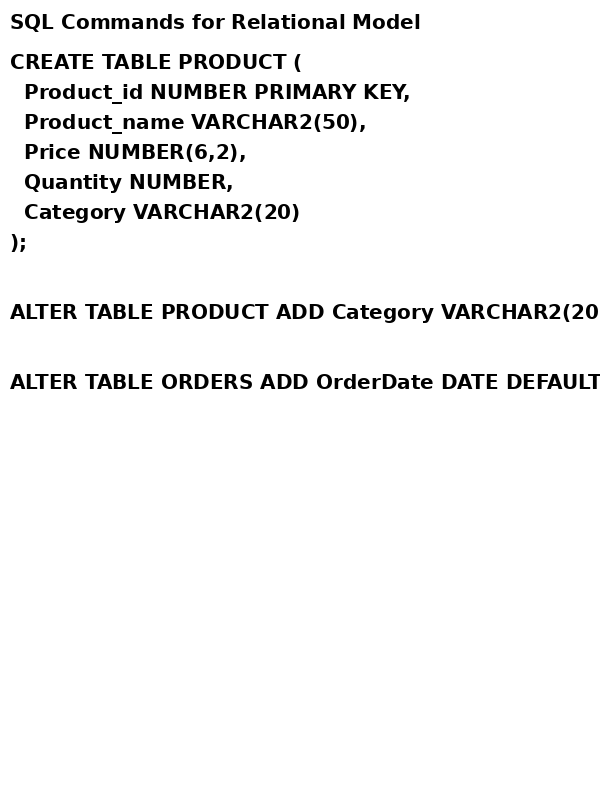 SQL Commands for Relational Model
CREATE TABLE PRODUCT (
Product_id NUMBER PRIMARY KEY,
Product_name VARCHAR2(50),
Price NUMBER(6,2),
Quantity NUMBER,
Category VARCHAR2(20)
);
ALTER TABLE PRODUCT ADD Category VARCHAR2(20
ALTER TABLE ORDERS ADD OrderDate DATE DEFAULT